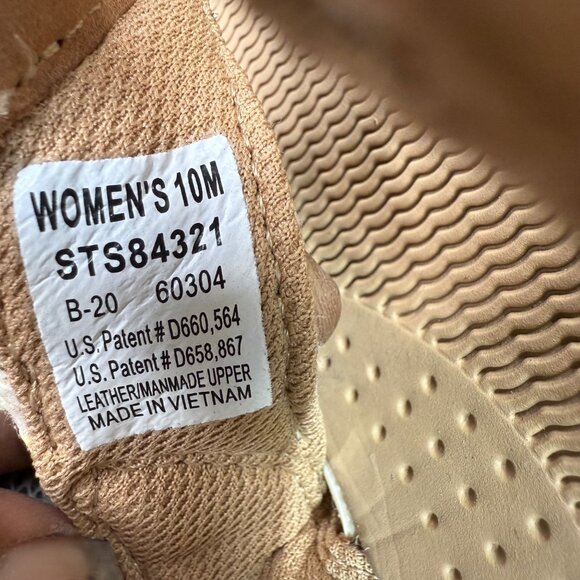 WOMEN'S 10M
STS84321
B-20 60304
U.S. Patent # D660,564
U.S. Patent # D658,867
LEATHER/MANMADE UPPER
MADE IN VIETNAM